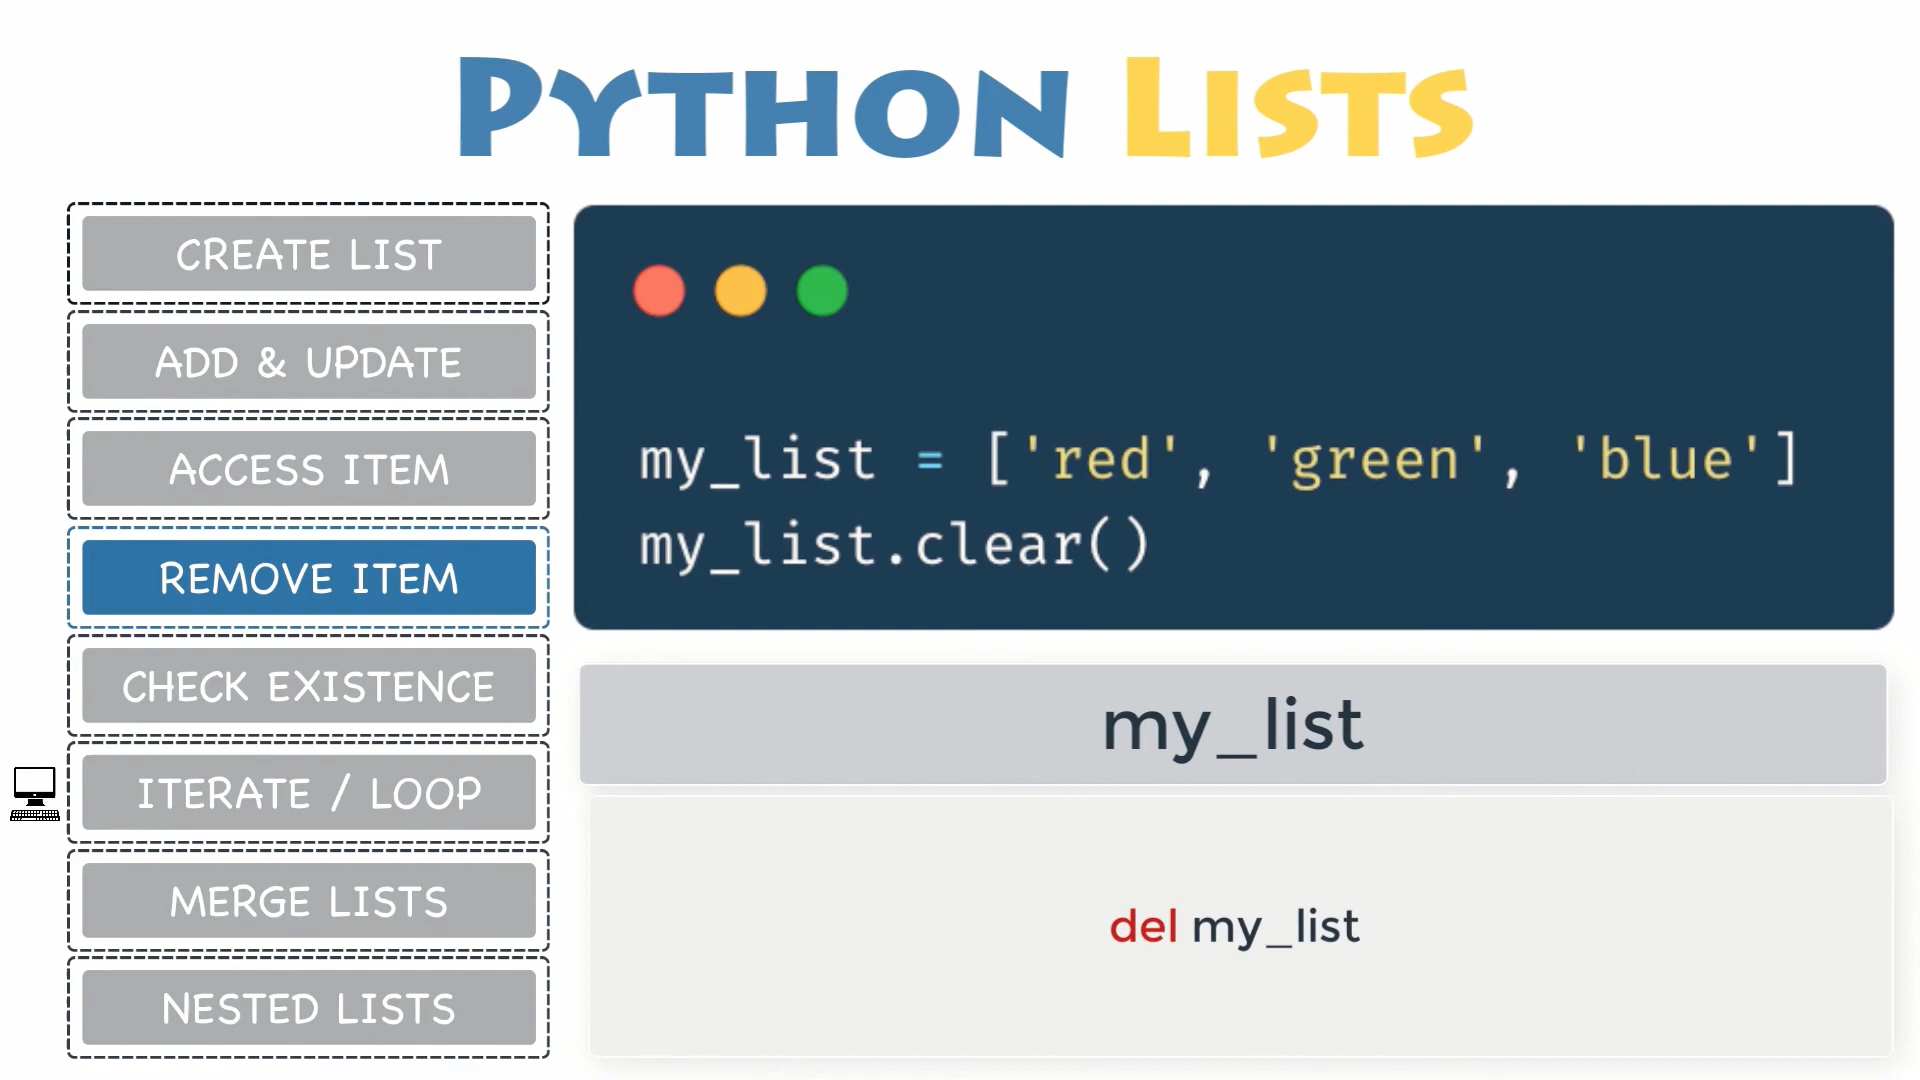 PYTHON LISTS
CREATE LIST
ADD & UPDATE
ACCESS ITEM
REMOVE ITEM
CHECK EXISTENCE
ITERATE / LOOP
MERGE LISTS
NESTED LISTS
my_list = ['red', 'green', 'blue']
my_list.clear()
my_list
del my_list